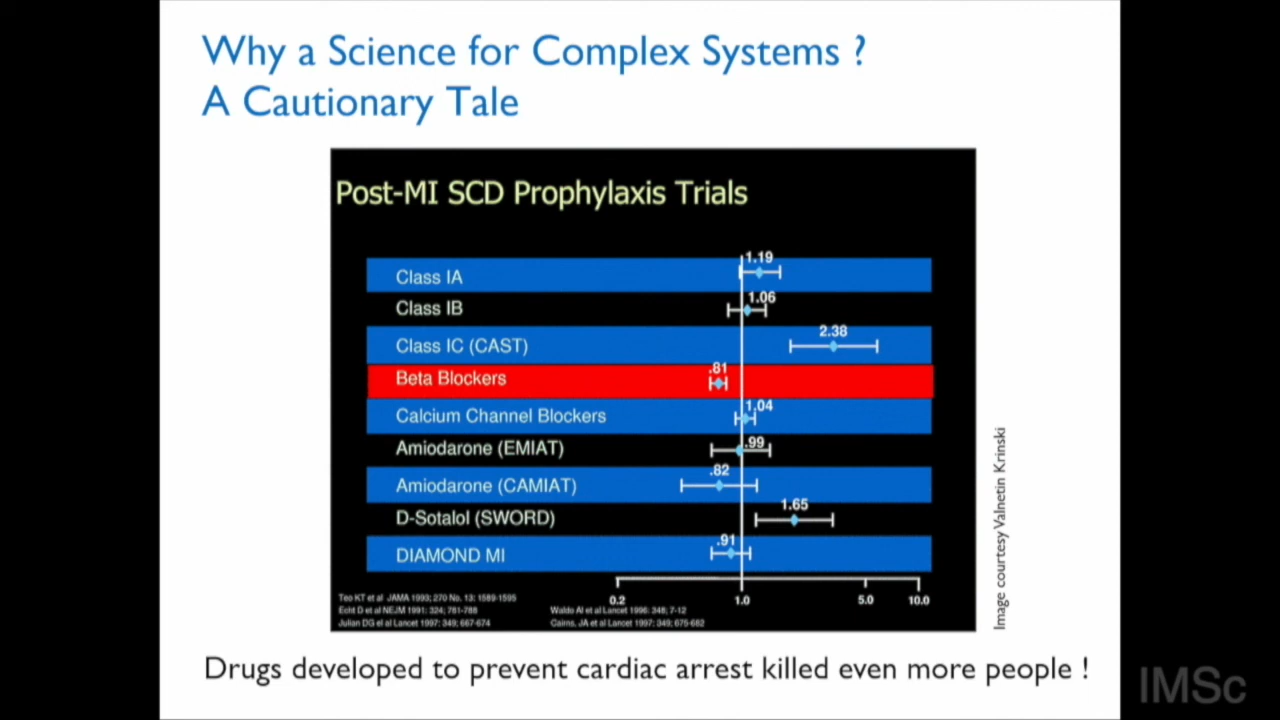 Why a Science for Complex Systems ?
A Cautionary Tale
Post-MI SCD Prophylaxis Trials
Class IA 1.19
Class IB 1.06
Class IC (CAST) 2.38
Beta Blockers .81
Calcium Channel Blockers 1.04
Amiodarone (EMIAT) .99
Amiodarone (CAMIAT) .82
D-Sotalol (SWORD) 1.65
DIAMOND MI .91
0.2 1.0 5.0 10.0
Teo KT et al JAMA 1993; 270 No. 13: 1589-1595
Echt D et al NEJM 1991: 324; 781-788
Julian DG et al Lancet 1997: 349; 667-674
Waldo Al et al Lancet 1996: 348; 7-12
Cairns, JA et al Lancet 1997: 349; 675-682
Image courtesy Valnetin Krinski
Drugs developed to prevent cardiac arrest killed even more people !
IMSc